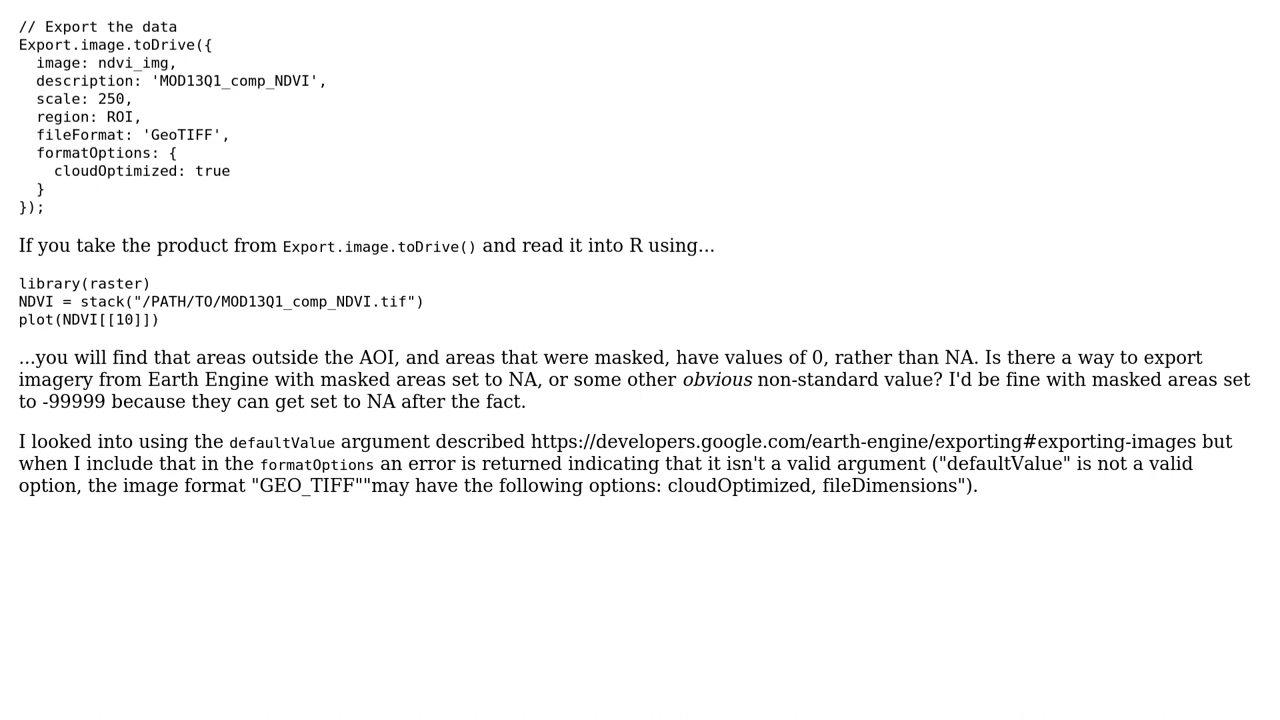 // Export the data
Export.image.toDrive({
  image: ndvi_img,
  description: 'MOD13Q1_comp_NDVI',
  scale: 250,
  region: ROI,
  fileFormat: 'GeoTIFF',
  formatOptions: {
    cloudOptimized: true
  }
});
If you take the product from Export.image.toDrive() and read it into R using...
library(raster)
NDVI = stack("/PATH/TO/MOD13Q1_comp_NDVI.tif")
plot(NDVI[[10]])
...you will find that areas outside the AOI, and areas that were masked, have values of 0, rather than NA. Is there a way to export
imagery from Earth Engine with masked areas set to NA, or some other obvious non-standard value? I'd be fine with masked areas set
to -99999 because they can get set to NA after the fact.
I looked into using the defaultValue argument described https://developers.google.com/earth-engine/exporting#exporting-images but
when I include that in the formatOptions an error is returned indicating that it isn't a valid argument ("defaultValue" is not a valid
option, the image format "GEO_TIFF""may have the following options: cloudOptimized, fileDimensions").